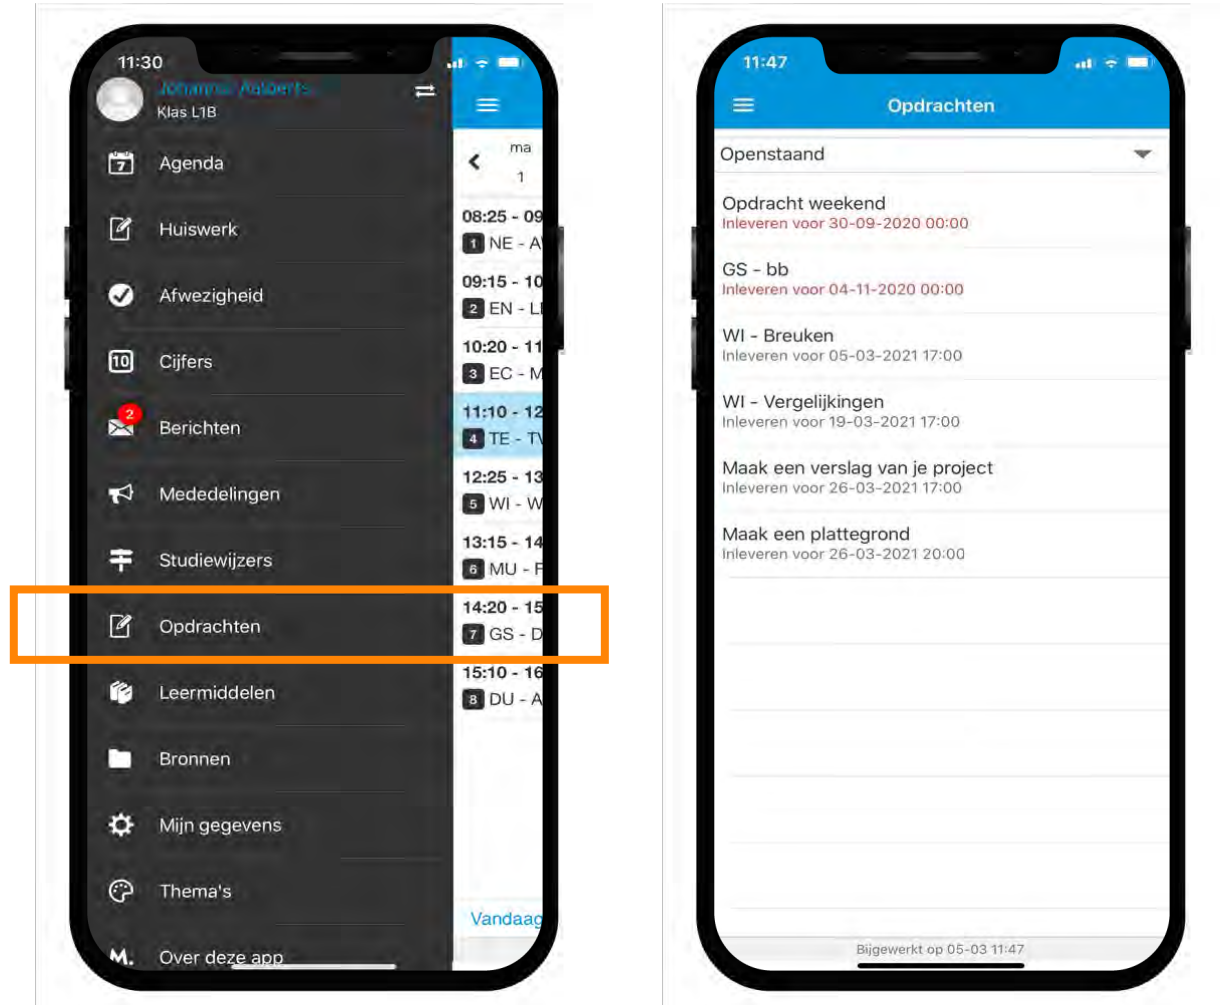 11:30
Klas L1B
7
Agenda
Huiswerk
Afwezigheid
10
Cijfers
2
Berichten
Mededelingen
Studiewijzers
Opdrachten
Leermiddelen
Bronnen
Mijn gegevens
Thema's
M.
Over deze app
ma
1
08:25 - 09
1 NE - A
09:15 - 10
2 EN - L
10:20 - 11
3 EC - M
11:10 - 12
4 TE - T
12:25 - 13
5 WI - W
13:15 - 14
6 MU - F
14:20 - 15
7 GS - D
15:10 - 16
8 DU - A
Vandaag
11:47
Opdrachten
Openstaand
Opdracht weekend
Inleveren voor 30-09-2020 00:00
GS - bb
Inleveren voor 04-11-2020 00:00
WI - Breuken
Inleveren voor 05-03-2021 17:00
WI - Vergelijkingen
Inleveren voor 19-03-2021 17:00
Maak een verslag van je project
Inleveren voor 26-03-2021 17:00
Maak een plattegrond
Inleveren voor 26-03-2021 20:00
Bijgewerkt op 05-03 11:47